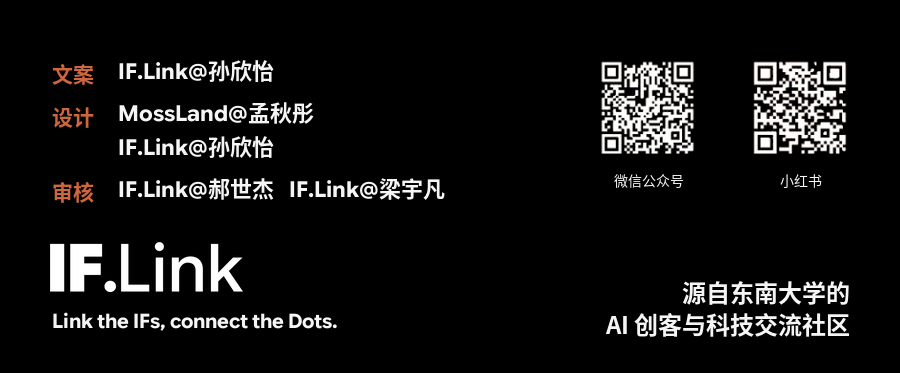 文案 IF.Link@孙欣怡
设计 MossLand@孟秋彤
IF.Link@孙欣怡
审核 IF.Link@郝世杰 IF.Link@梁宇凡
微信公众号
小红书
IF.Link
Link the IFs, connect the Dots.
源自东南大学的
AI 创客与科技交流社区